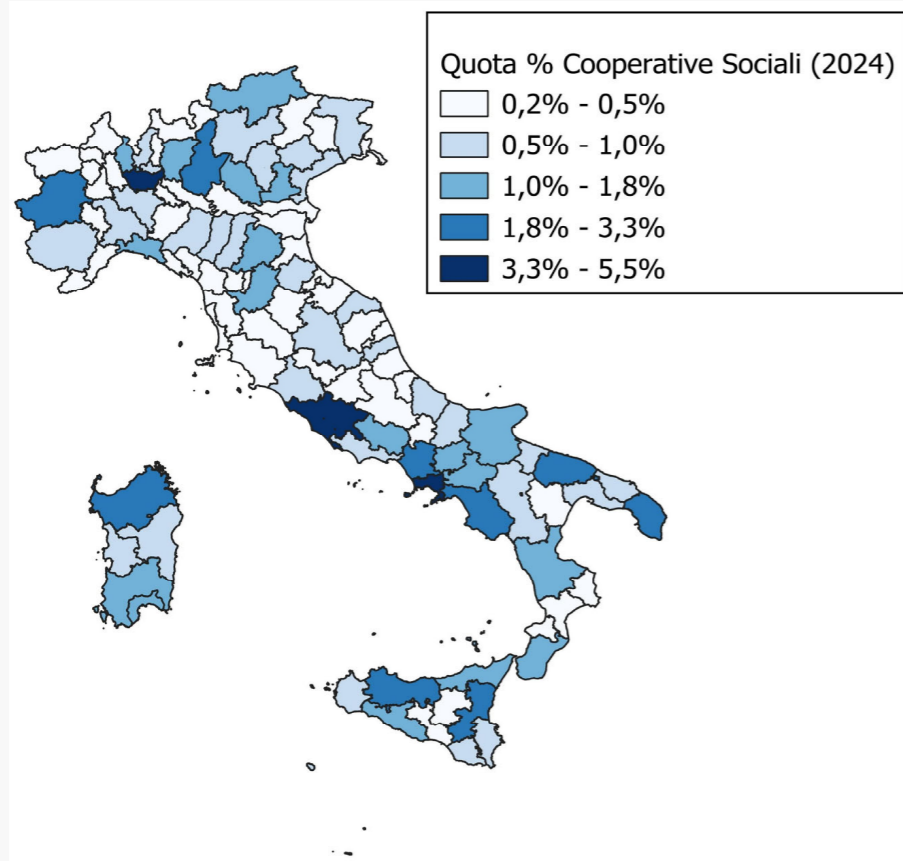 Quota % Cooperative Sociali (2024)
0,2% - 0,5%
0,5% - 1,0%
1,0% - 1,8%
1,8% - 3,3%
3,3% - 5,5%